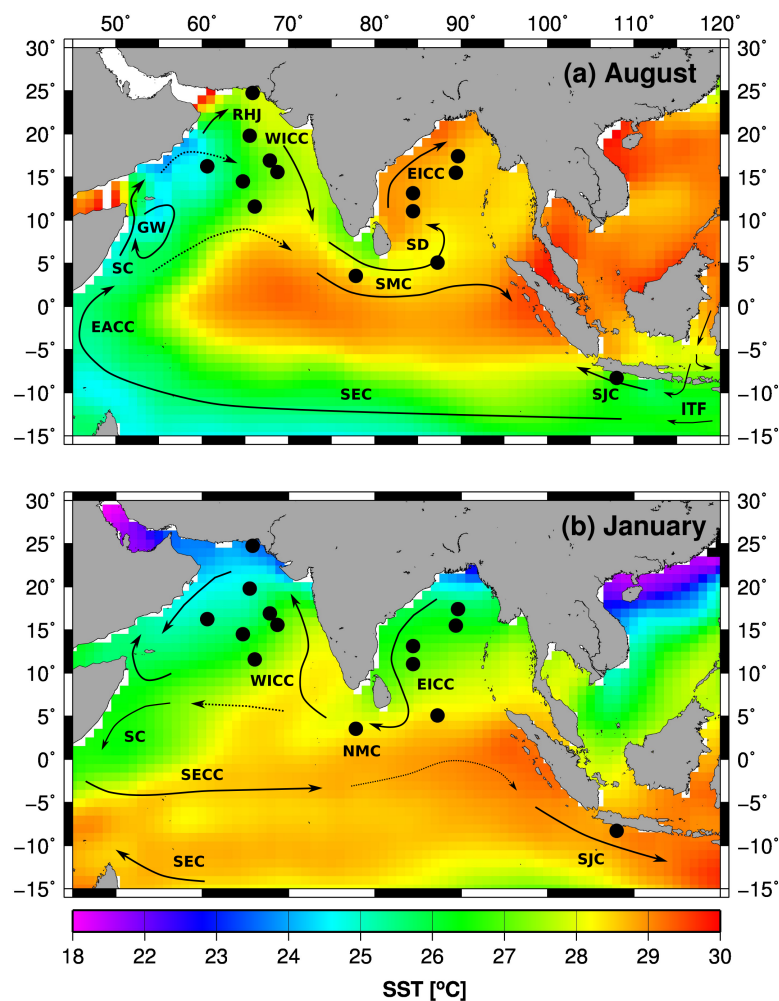 50˚ 60˚ 70˚ 80˚ 90˚ 100˚ 110˚ 120˚
30˚ 30˚
(a) August
25˚ 25˚
RHJ
20˚ 20˚
WICC
15˚ EICC 15˚
10˚ 10˚
GW
SD
SC
5˚ 5˚
SMC
0˚ 0˚
EACC
−5˚ −5˚
−10˚ SEC SJC −10˚
ITF
−15˚ −15˚
30˚ 30˚
(b) January
25˚ 25˚
20˚ 20˚
15˚ 15˚
10˚ 10˚
WICC EICC
5˚ 5˚
SC NMC
0˚ 0˚
SECC
−5˚ −5˚
−10˚ −10˚
SEC SJC
−15˚ −15˚
18 22 23 24 25 26 27 28 29 30
SST [ºC]